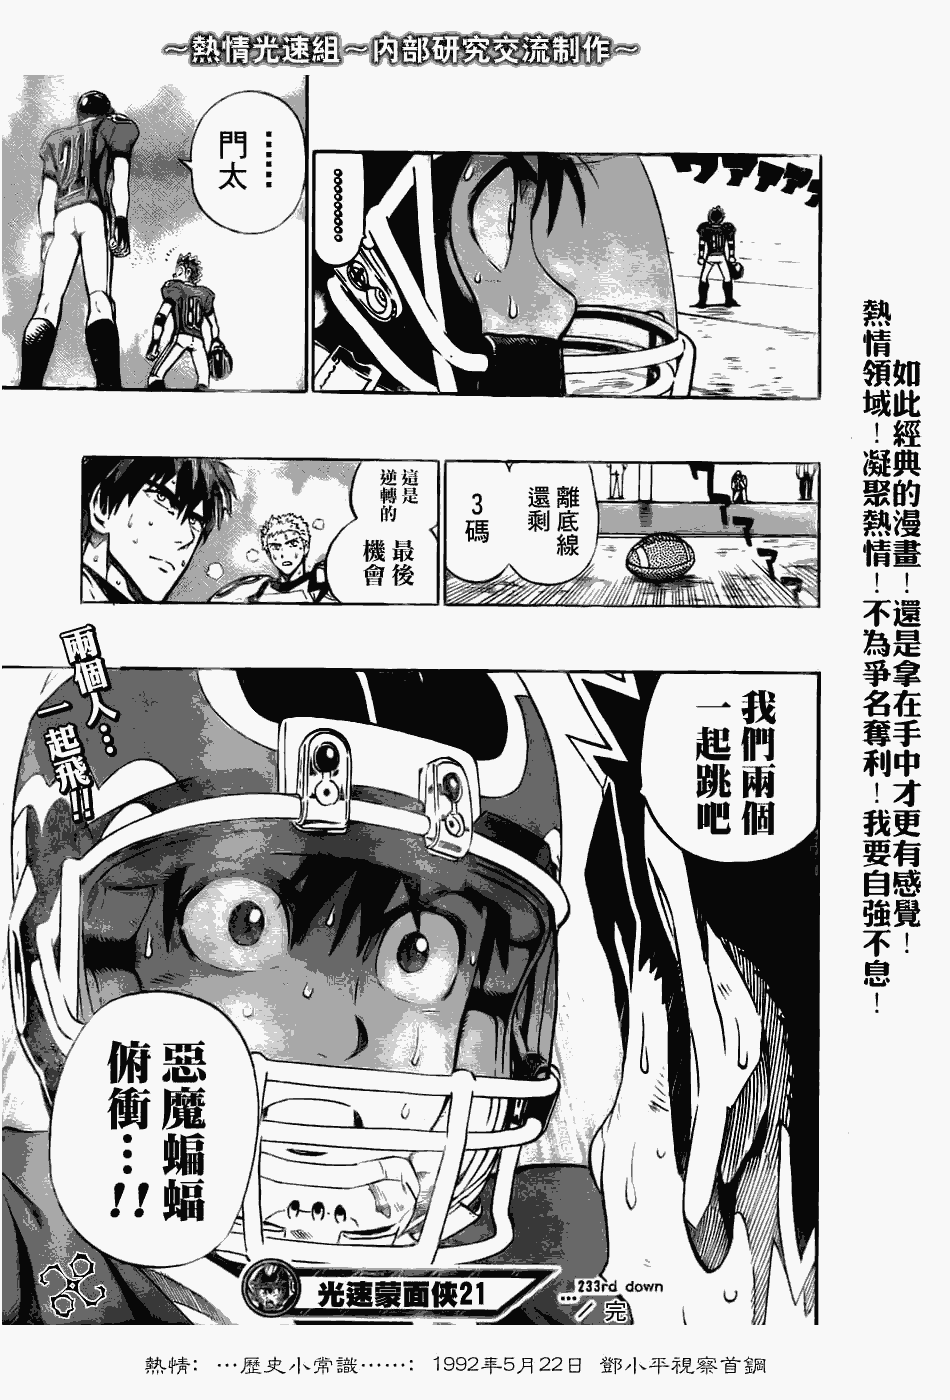 ～熱情光速組～内部研究交流制作～
ウァアアアァ
………
……
門太
離底線
還剩
3
碼
ァァァァ
這是
逆轉的
最後
機會
我們兩個
一起跳吧
兩個人…
一起飛!!
惡魔蝙蝠
俯衝…!!
光速蒙面俠21
…233rd down
／完
如此經典的漫畫！還是拿在手中才更有感覺！
熱情領域！凝聚熱情！不為爭名奪利！我要自強不息！
熱情：…歷史小常識……：1992年5月22日 鄧小平視察首鋼